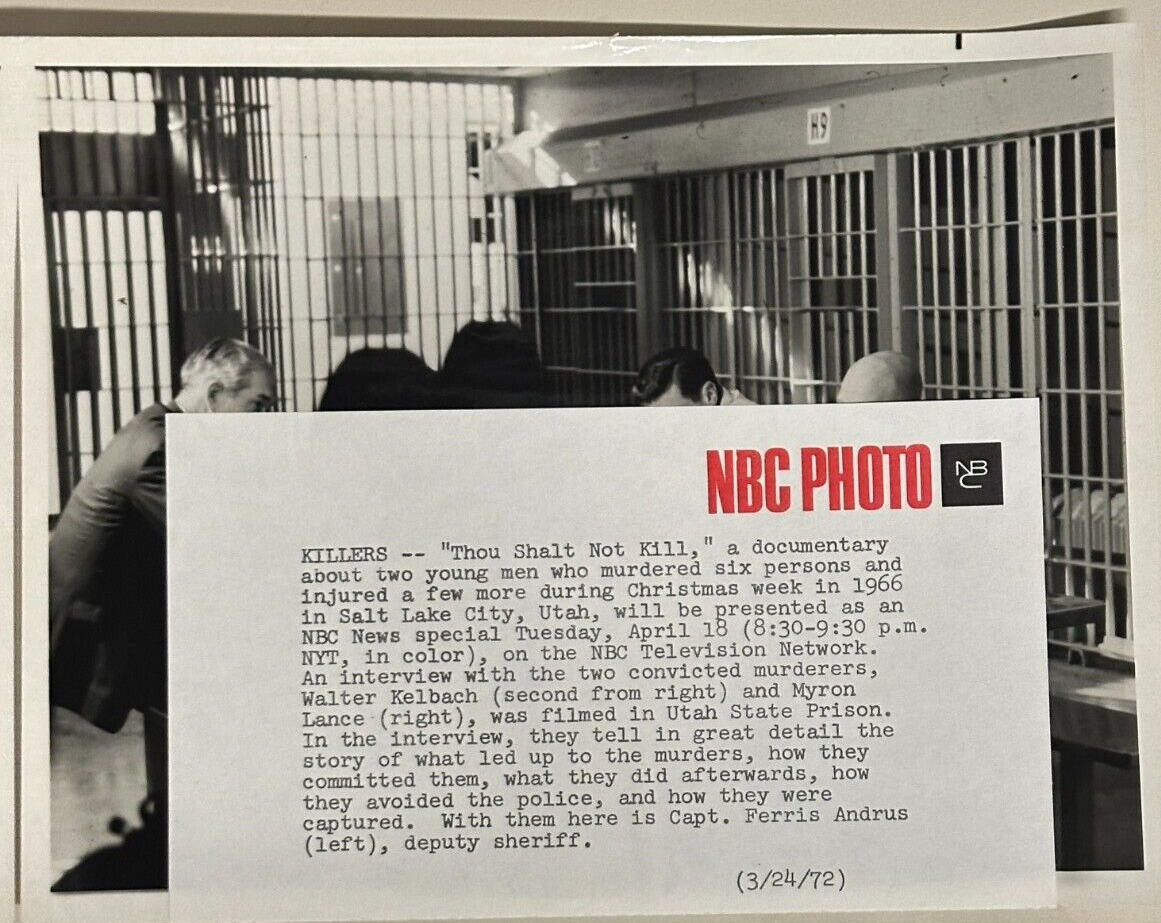 H9
NBC PHOTO NBC
KILLERS -- "Thou Shalt Not Kill," a documentary
about two young men who murdered six persons and
injured a few more during Christmas week in 1966
in Salt Lake City, Utah, will be presented as an
NBC News special Tuesday, April 18 (8:30-9:30 p.m.
NYT, in color), on the NBC Television Network.
An interview with the two convicted murderers,
Walter Kelbach (second from right) and Myron
Lance (right), was filmed in Utah State Prison.
In the interview, they tell in great detail the
story of what led up to the murders, how they
committed them, what they did afterwards, how
they avoided the police, and how they were
captured.  With them here is Capt. Ferris Andrus
(left), deputy sheriff.
(3/24/72)